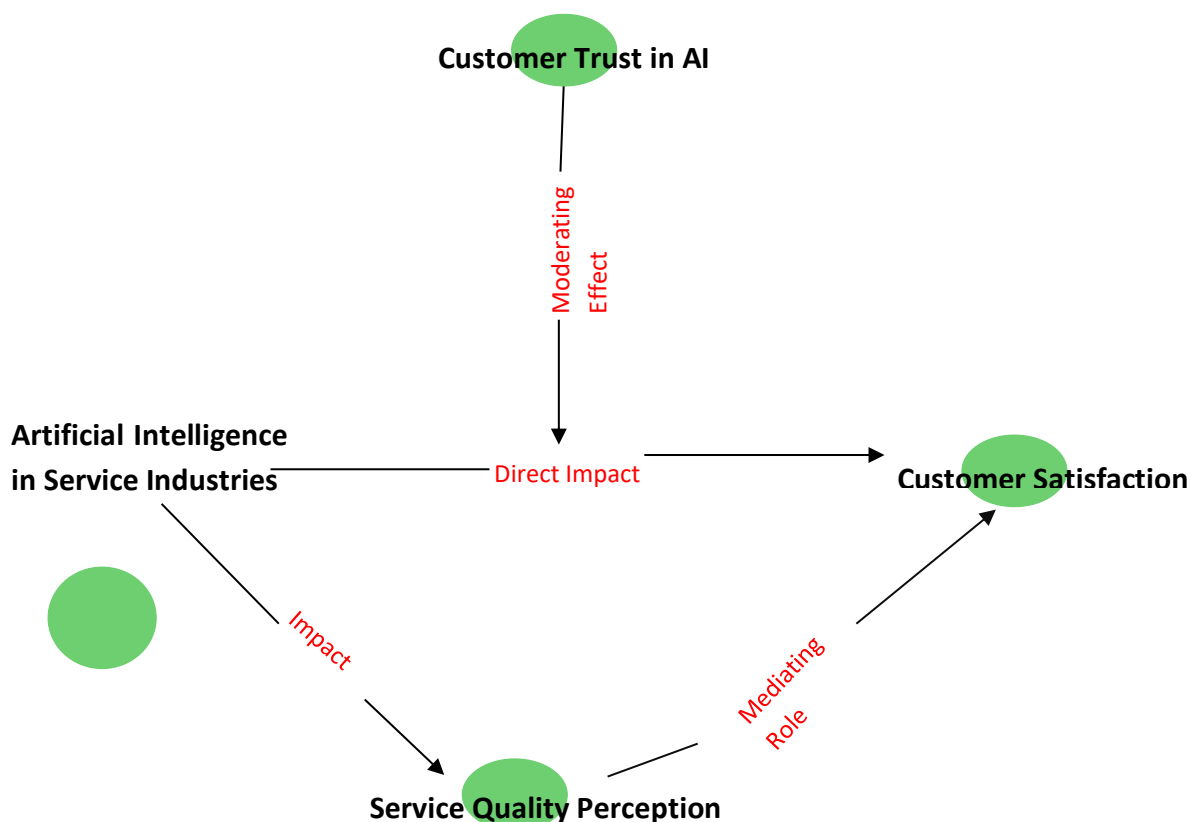 Customer Trust in AI
Moderating
Effect
Artificial Intelligence
in Service Industries
Direct Impact
Customer Satisfaction
Impact
Mediating
Role
Service Quality Perception